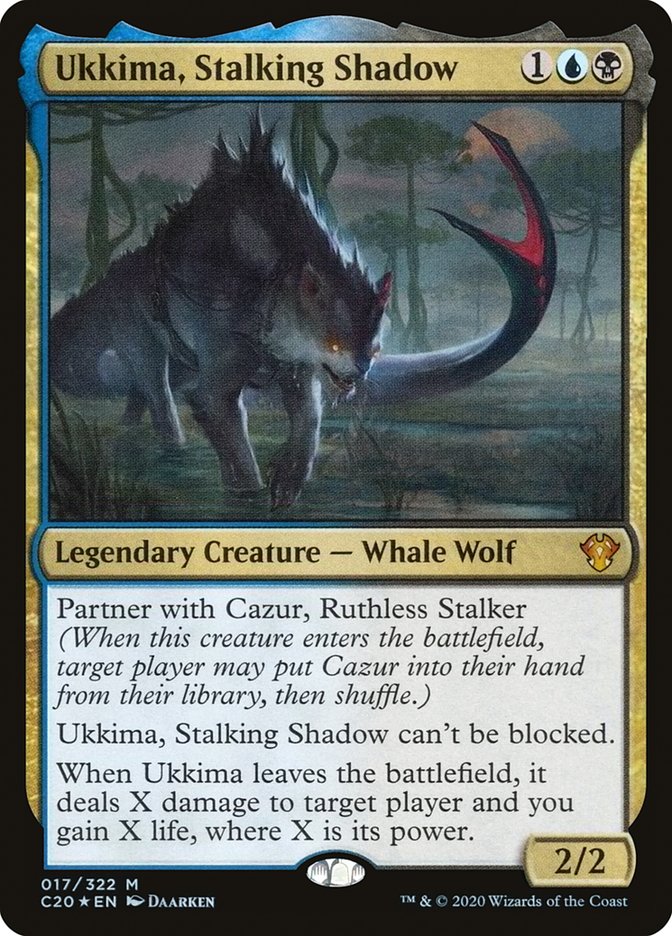 Ukkima, Stalking Shadow 1
Legendary Creature — Whale Wolf
Partner with Cazur, Ruthless Stalker
(When this creature enters the battlefield,
target player may put Cazur into their hand
from their library, then shuffle.)
Ukkima, Stalking Shadow can't be blocked.
When Ukkima leaves the battlefield, it
deals X damage to target player and you
gain X life, where X is its power.
2/2
017/322 M
C20★EN DAARKEN
™ & © 2020 Wizards of the Coast